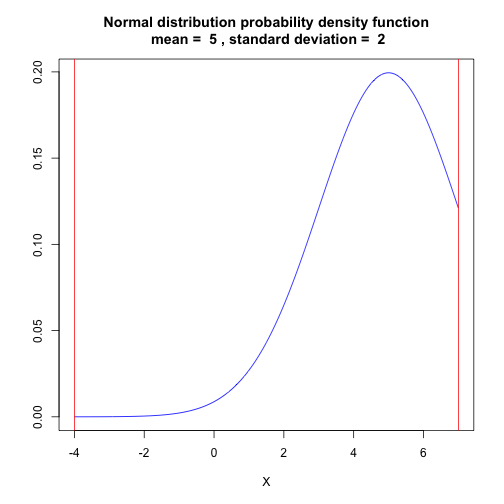 Normal distribution probability density function
mean =  5 , standard deviation =  2
0.20
0.15
0.10
0.05
0.00
-4 -2 0 2 4 6
X